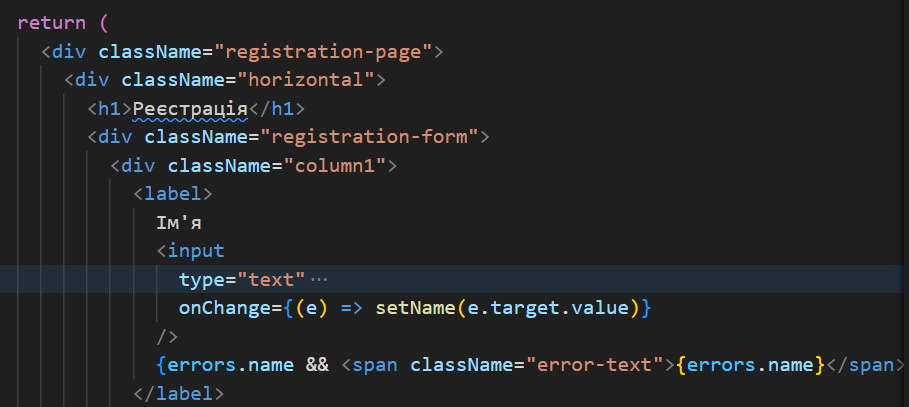 return (
<div className="registration-page">
<div className="horizontal">
<h1>Реєстрація</h1>
<div className="registration-form">
<div className="column1">
<label>
Ім'я
<input
type="text" ···
onChange={(e) => setName(e.target.value)}
/>
{errors.name && <span className="error-text">{errors.name}</span>
</label>